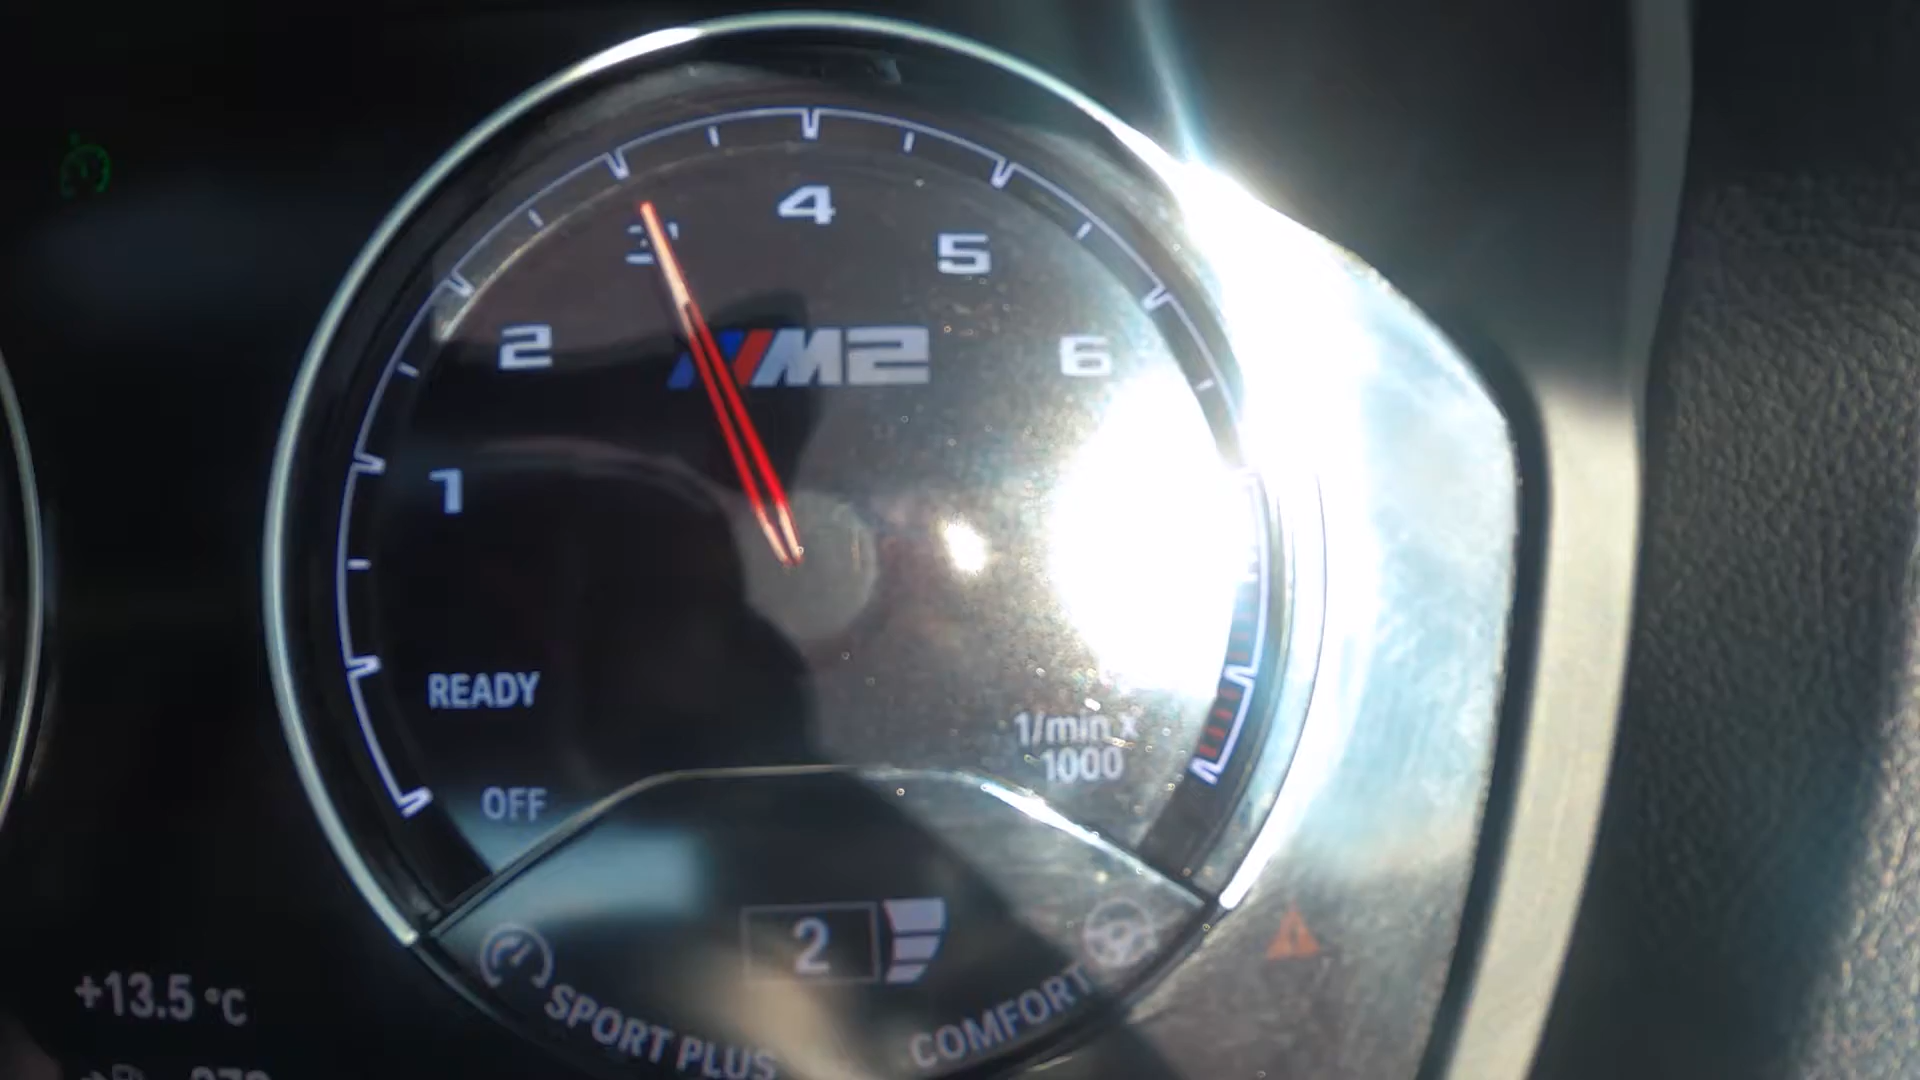 4
3
5
M2
2
6
1
READY
1/min x
1000
OFF
2
+13.5 °C
SPORT PLUS
COMFORT